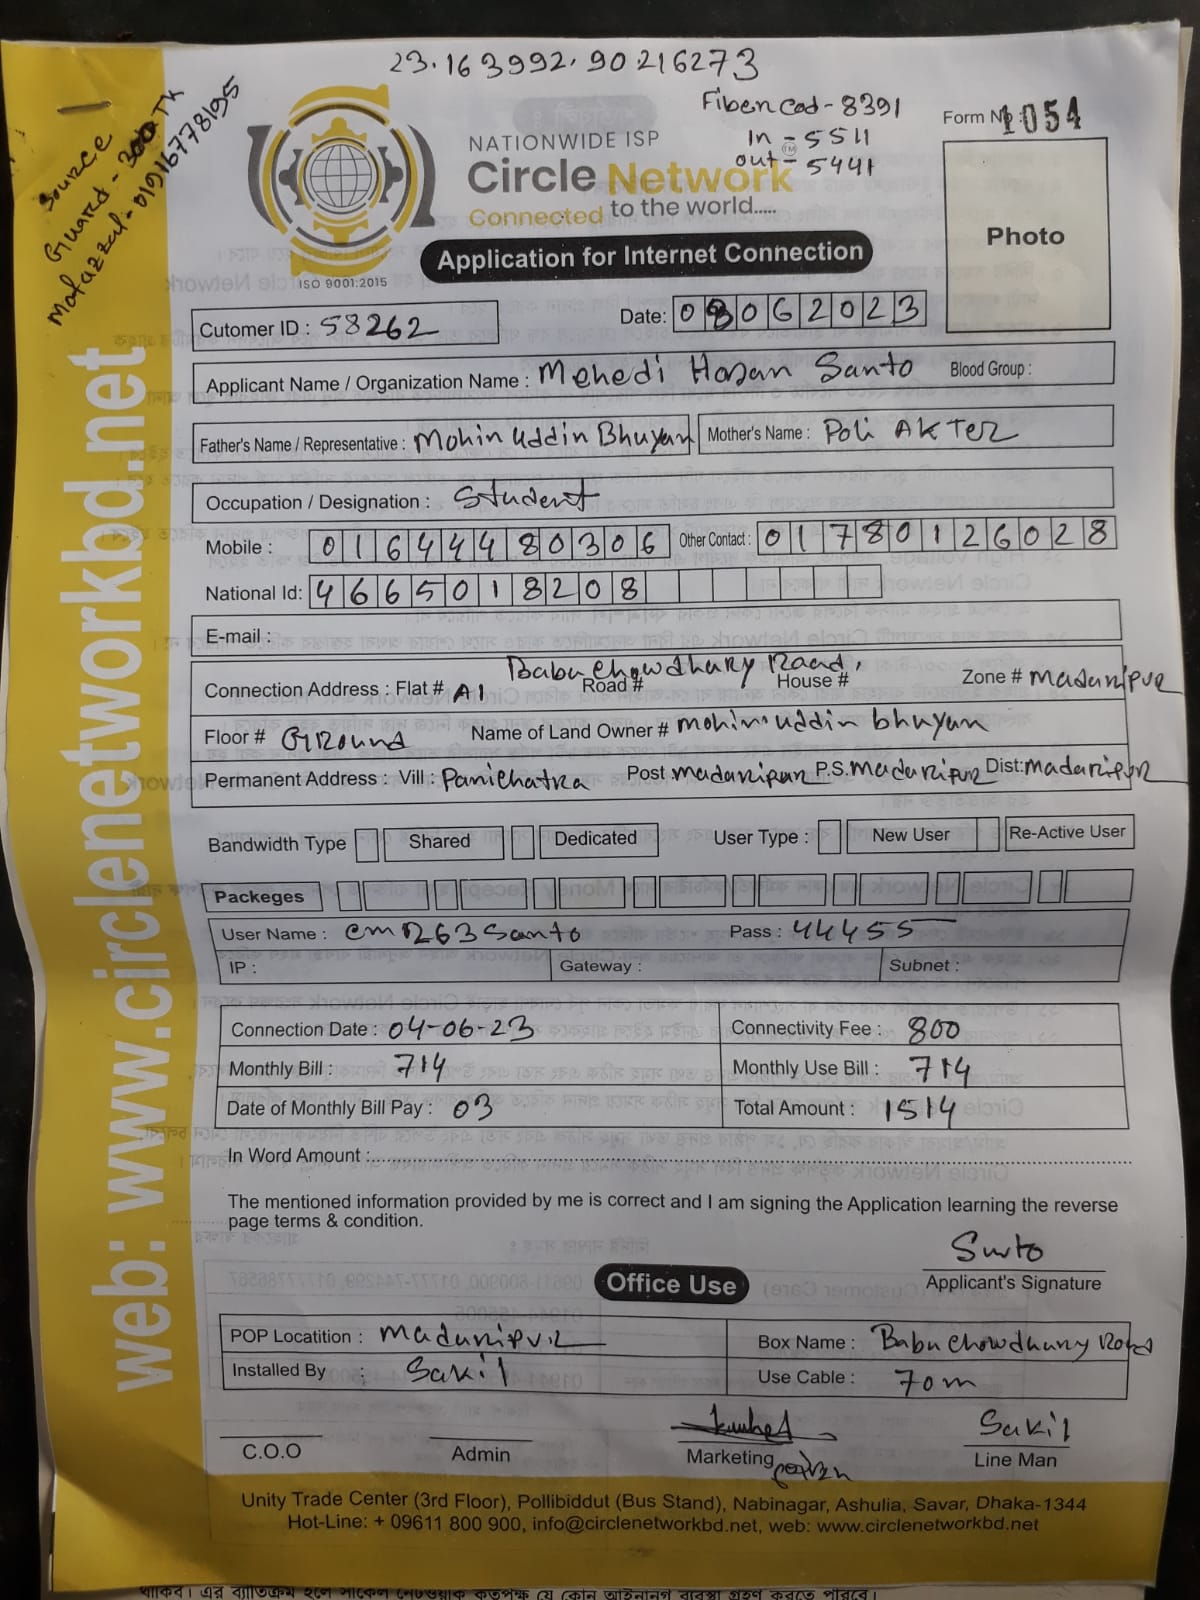 23.163992,90.216273
Source
Guard - 300 TK
Mofazzal - 01916778195
Fiber cod - 8391
In - 5511
out - 5441
Form No 1054
NATIONWIDE ISP
Circle Network
Connected to the world.....
ISO 9001:2015
Application for Internet Connection
Photo
Cutomer ID : 58262
Date: 08062023
Applicant Name / Organization Name : Mehedi Hasan Santo Blood Group :
Father's Name / Representative : Mohin uddin Bhuyan Mother's Name : Poli AKTER
Occupation / Designation : Student
Mobile : 01644480306 Other Contact : 01780126028
National Id: 4665018208
E-mail :
Connection Address : Flat # A1 Road # Babu Chowdhury Road, House # Zone # Madaripur
Floor # Ground Name of Land Owner # mohin uddin bhuyan
Permanent Address : Vill : Panichatra Post madaripur P.S. Madaripur Dist: madaripur
Bandwidth Type Shared Dedicated User Type : New User Re-Active User
Packeges
User Name : cmr263santo Pass : 44455
IP : Gateway : Subnet :
Connection Date : 04-06-23 Connectivity Fee : 800
Monthly Bill : 714 Monthly Use Bill : 714
Date of Monthly Bill Pay : 03 Total Amount : 1514
In Word Amount :
The mentioned information provided by me is correct and I am signing the Application learning the reverse
page terms & condition.
Santo
Applicant's Signature
Office Use
POP Locatition : Madaripur Box Name : Babu Chowdhury Road
Installed By : Sakil Use Cable : 70m
Sakil
C.O.O Admin Marketing Line Man
Unity Trade Center (3rd Floor), Pollibiddut (Bus Stand), Nabinagar, Ashulia, Savar, Dhaka-1344
Hot-Line: + 09611 800 900, info@circlenetworkbd.net, web: www.circlenetworkbd.net
web: www.circlenetworkbd.net